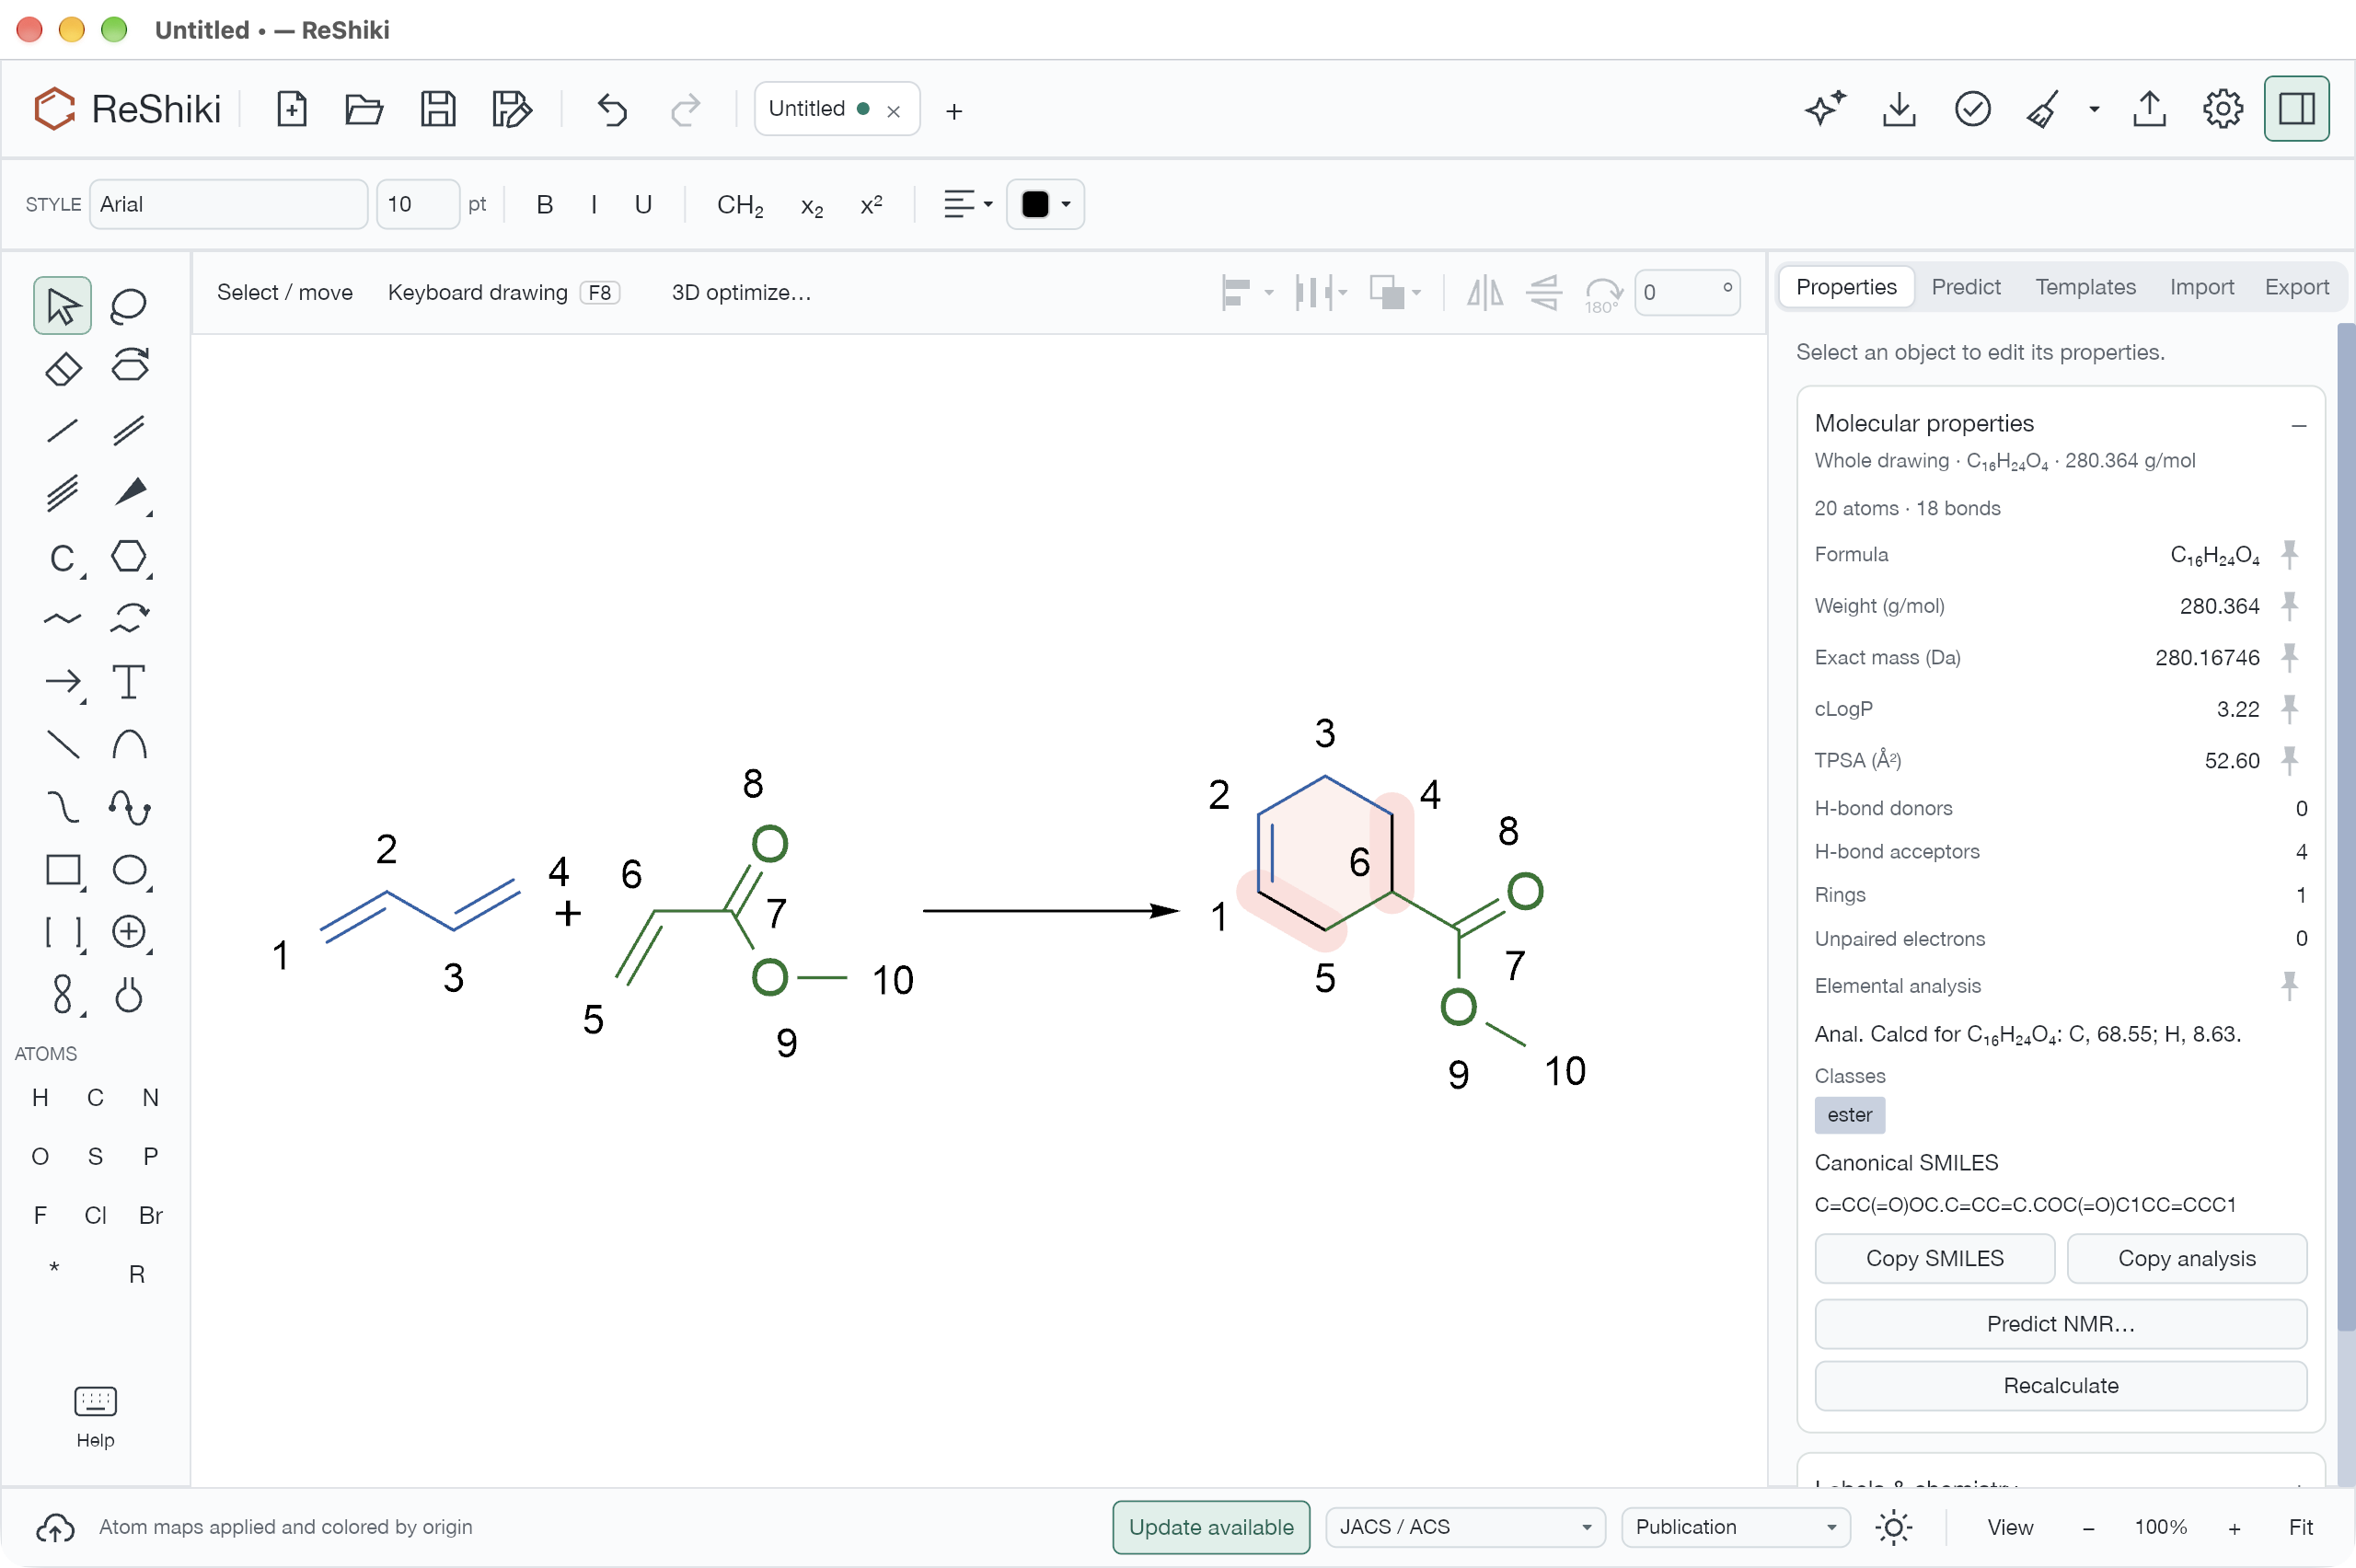 Untitled • — ReShiki
ReShiki
Untitled
STYLE Arial 10 pt B I U CH₂ x₂ x²
Select / move Keyboard drawing F8 3D optimize...
180° 0 °
Properties Predict Templates Import Export
Select an object to edit its properties.
Molecular properties
Whole drawing · C₁₆H₂₄O₄ · 280.364 g/mol
20 atoms · 18 bonds
Formula C₁₆H₂₄O₄
Weight (g/mol) 280.364
Exact mass (Da) 280.16746
cLogP 3.22
TPSA (Å²) 52.60
H-bond donors 0
H-bond acceptors 4
Rings 1
Unpaired electrons 0
Elemental analysis
Anal. Calcd for C₁₆H₂₄O₄: C, 68.55; H, 8.63.
Classes
ester
Canonical SMILES
C=CC(=O)OC.C=CC=C.COC(=O)C1CC=CCC1
Copy SMILES Copy analysis
Predict NMR...
Recalculate
Labels & chemistry
C
T
[ ]
ATOMS
H C N
O S P
F Cl Br
* R
Help
1
2
3
4
+
5
6
7
8
O
O
9
10
3
2
4
6
8
O
1
7
5
O
9
10
Atom maps applied and colored by origin
Update available JACS / ACS Publication View − 100% + Fit